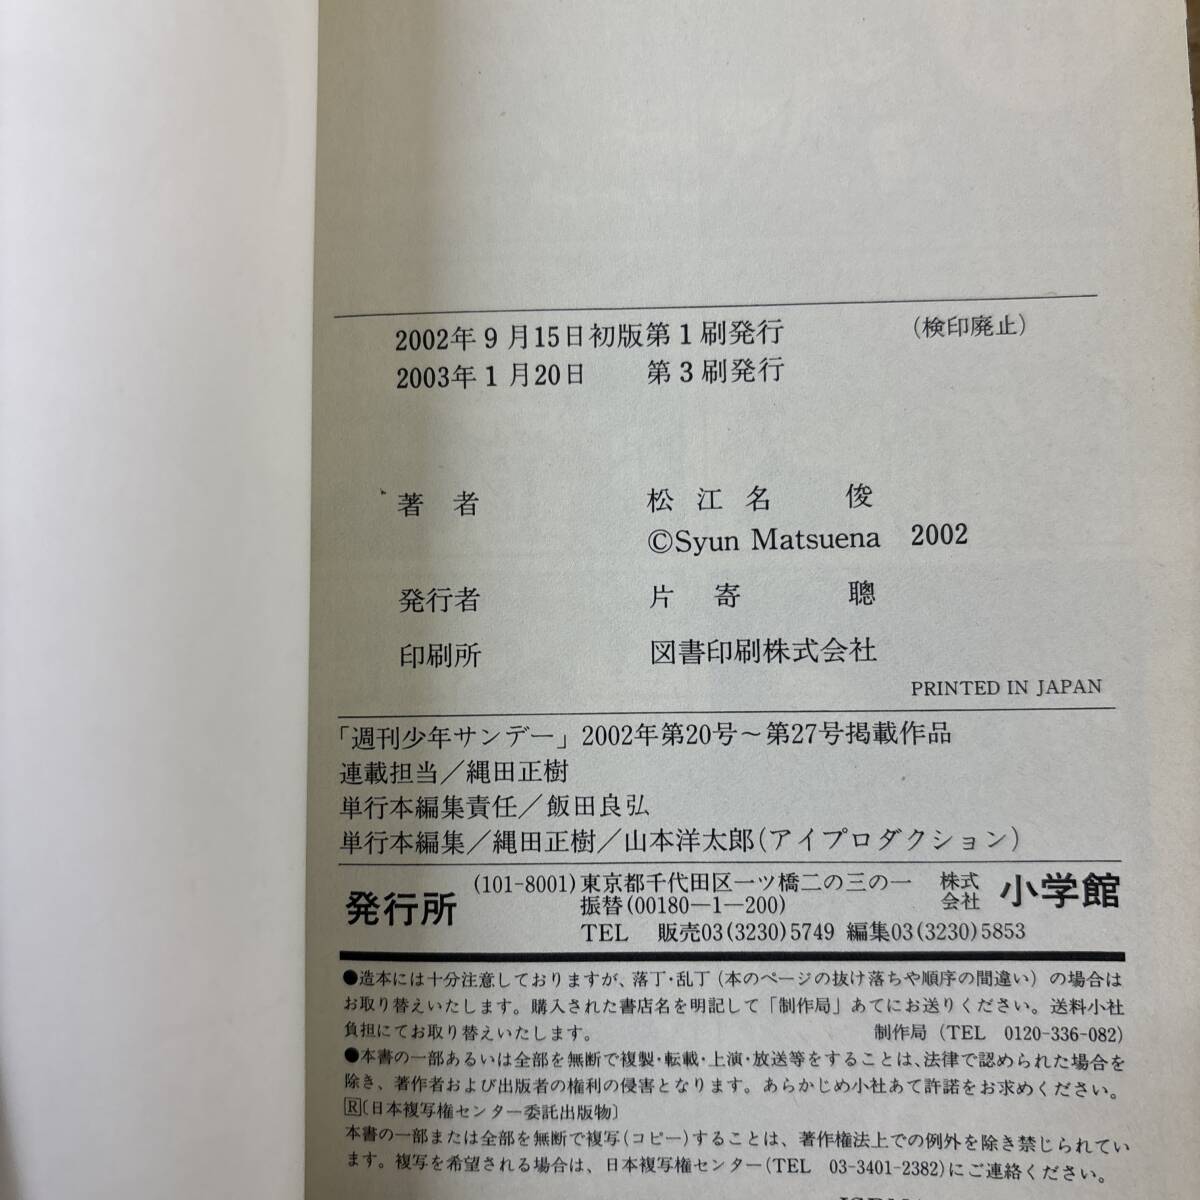 2002年9月15日初版第1刷発行 (検印廃止)
2003年1月20日 第3刷発行
著者 松江名 俊
©Syun Matsuena 2002
発行者 片寄 聰
印刷所 図書印刷株式会社
PRINTED IN JAPAN
「週刊少年サンデー」2002年第20号〜第27号掲載作品
連載担当/縄田正樹
単行本編集責任/飯田良弘
単行本編集/縄田正樹/山本洋太郎(アイプロダクション)
発行所 (101-8001)東京都千代田区一ツ橋二の三の一 株式会社 小学館
振替(00180―1―200)
TEL 販売03(3230)5749 編集03(3230)5853
●造本には十分注意しておりますが、落丁・乱丁(本のページの抜け落ちや順序の間違い)の場合は
お取り替えいたします。購入された書店名を明記して「制作局」あてにお送りください。送料小社
負担にてお取り替えいたします。 制作局(TEL 0120-336-082)
●本書の一部あるいは全部を無断で複製・転載・上演・放送等をすることは、法律で認められた場合を
除き、著作者および出版者の権利の侵害となります。あらかじめ小社あて許諾をお求めください。
R〔日本複写権センター委託出版物〕
本書の一部または全部を無断で複写(コピー)することは、著作権法上での例外を除き禁じられてい
ます。複写を希望される場合は、日本複写権センター(TEL 03-3401-2382)にご連絡ください。